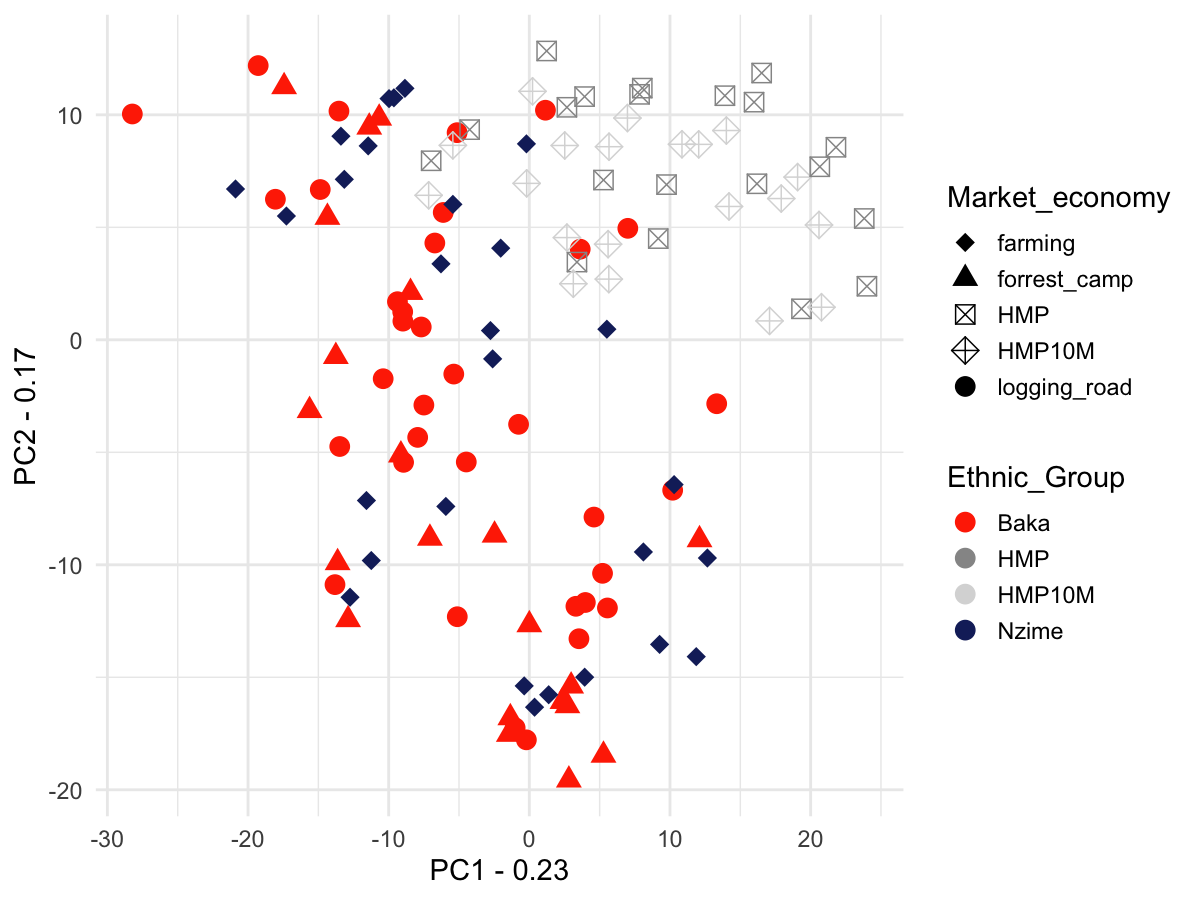 10
0
-10
-20
-30
-20
-10
0
10
20
PC1 - 0.23
PC2 - 0.17
Market_economy
farming
forrest_camp
HMP
HMP10M
logging_road
Ethnic_Group
Baka
HMP
HMP10M
Nzime